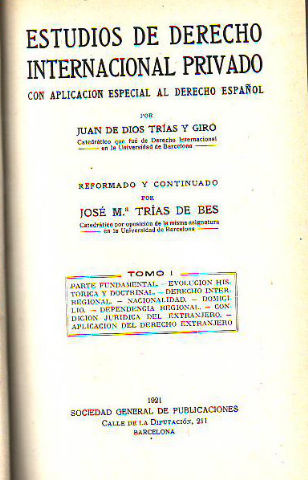 ESTUDIOS DE DERECHO
INTERNACIONAL PRIVADO
CON APLICACION ESPECIAL AL DERECHO ESPAÑOL
POR
JUAN DE DIOS TRÍAS Y GIRO
Catedrático que fué de Derecho Internacional
en la Universidad de Barcelona
REFORMADO Y CONTINUADO
POR
JOSÉ M.ª TRÍAS DE BES
Catedrático por oposición de la misma asignatura
en la Universidad de Barcelona
TOMO I
PARTE FUNDAMENTAL. - EVOLUCION HIS-
TORICA Y DOCTRINAL. - DERECHO INTER-
REGIONAL. - NACIONALIDAD. - DOMICI-
LIO. - DEPENDENCIA REGIONAL. - CON-
DICION JURIDICA DEL EXTRANJERO. -
APLICACION DEL DERECHO EXTRANJERO
1921
SOCIEDAD GENERAL DE PUBLICACIONES
CALLE DE LA DIPUTACIÓN, 211
BARCELONA